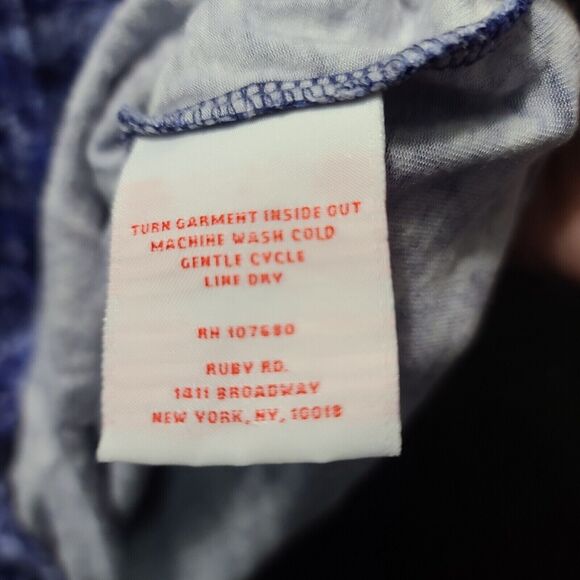 TURN GARMENT INSIDE OUT
MACHINE WASH COLD
GENTLE CYCLE
LINE DRY
RN 107680
RUBY RD.
1411 BROADWAY
NEW YORK, NY, 10018